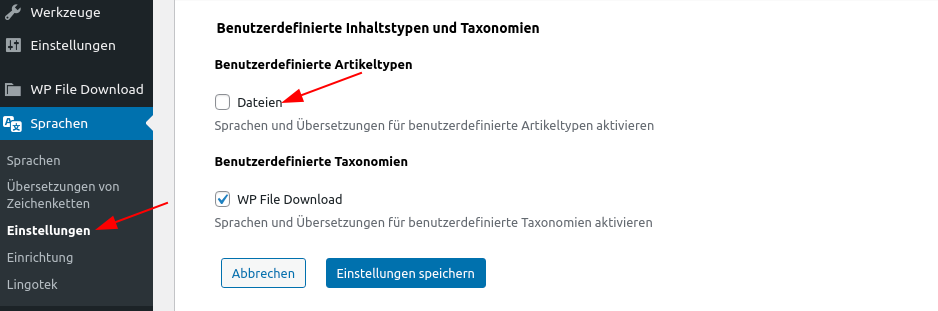 Werkzeuge
Einstellungen
WP File Download
Sprachen
Sprachen
Übersetzungen von
Zeichenketten
Einstellungen
Einrichtung
Lingotek
Benutzerdefinierte Inhaltstypen und Taxonomien
Benutzerdefinierte Artikeltypen
Dateien
Sprachen und Übersetzungen für benutzerdefinierte Artikeltypen aktivieren
Benutzerdefinierte Taxonomien
WP File Download
Sprachen und Übersetzungen für benutzerdefinierte Taxonomien aktivieren
Abbrechen
Einstellungen speichern